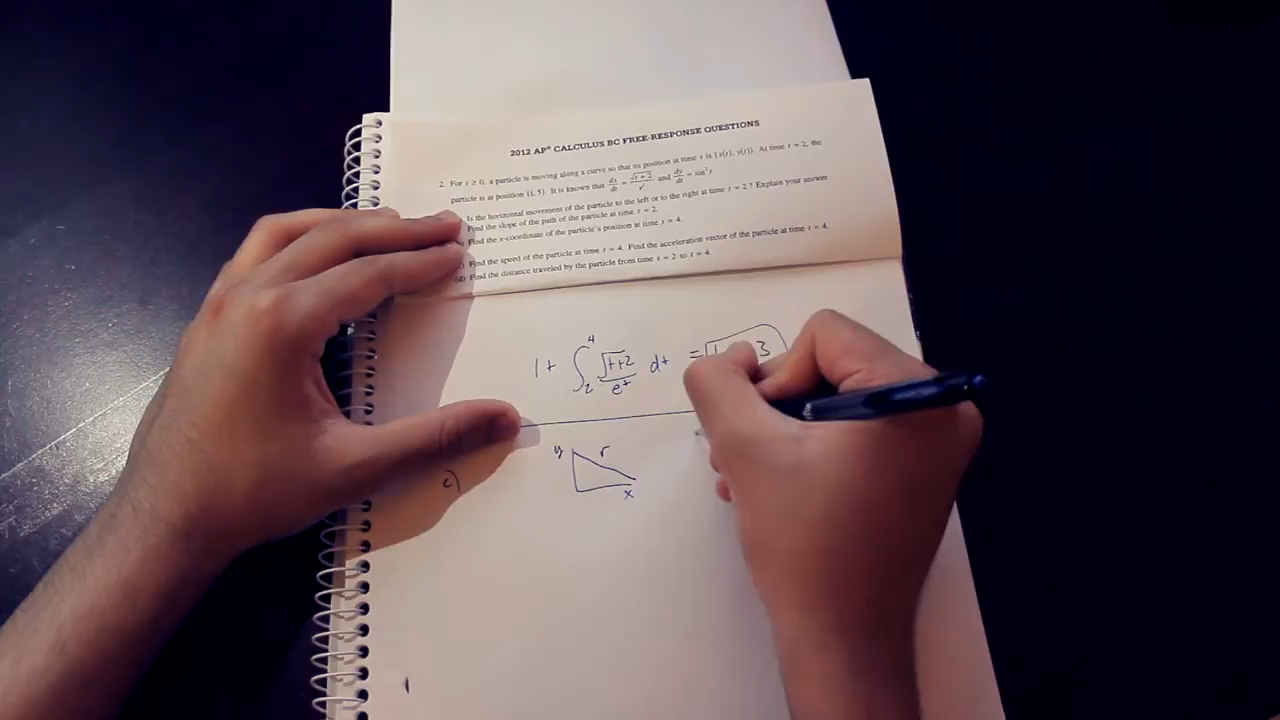 2012 AP® CALCULUS BC FREE-RESPONSE QUESTIONS
2. For t ≥ 0, a particle is moving along a curve so that its position at time t is (x(t), y(t)). At time t = 2, the
particle is at position (1, 5). It is known that dx/dt = √(t + 2)/e^t and dy/dt = sin² t.
Is the horizontal movement of the particle to the left or to the right at time t = 2? Explain your answer.
Find the slope of the path of the particle at time t = 2.
Find the x-coordinate of the particle's position at time t = 4.
Find the speed of the particle at time t = 4. Find the acceleration vector of the particle at time t = 4.
(d) Find the distance traveled by the particle from time t = 2 to t = 4.
1 + ∫₂⁴ √(t+2)/e^t dt = 3
y r
c)
x